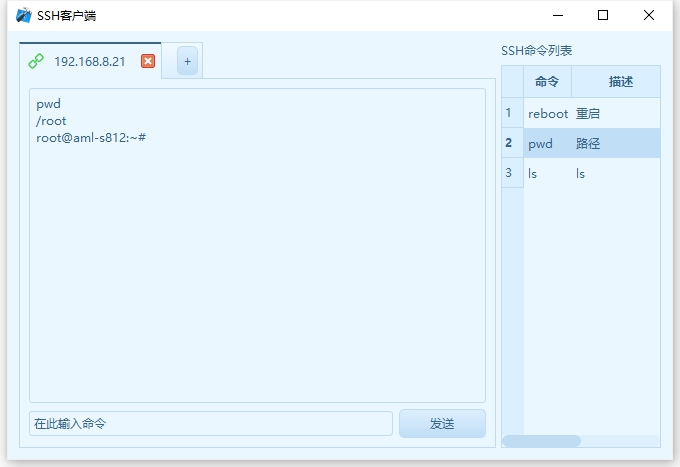 SSH客户端
192.168.8.21
+
pwd
/root
root@aml-s812:~#
在此输入命令
发送
SSH命令列表
命令 描述
1 reboot 重启
2 pwd 路径
3 ls ls